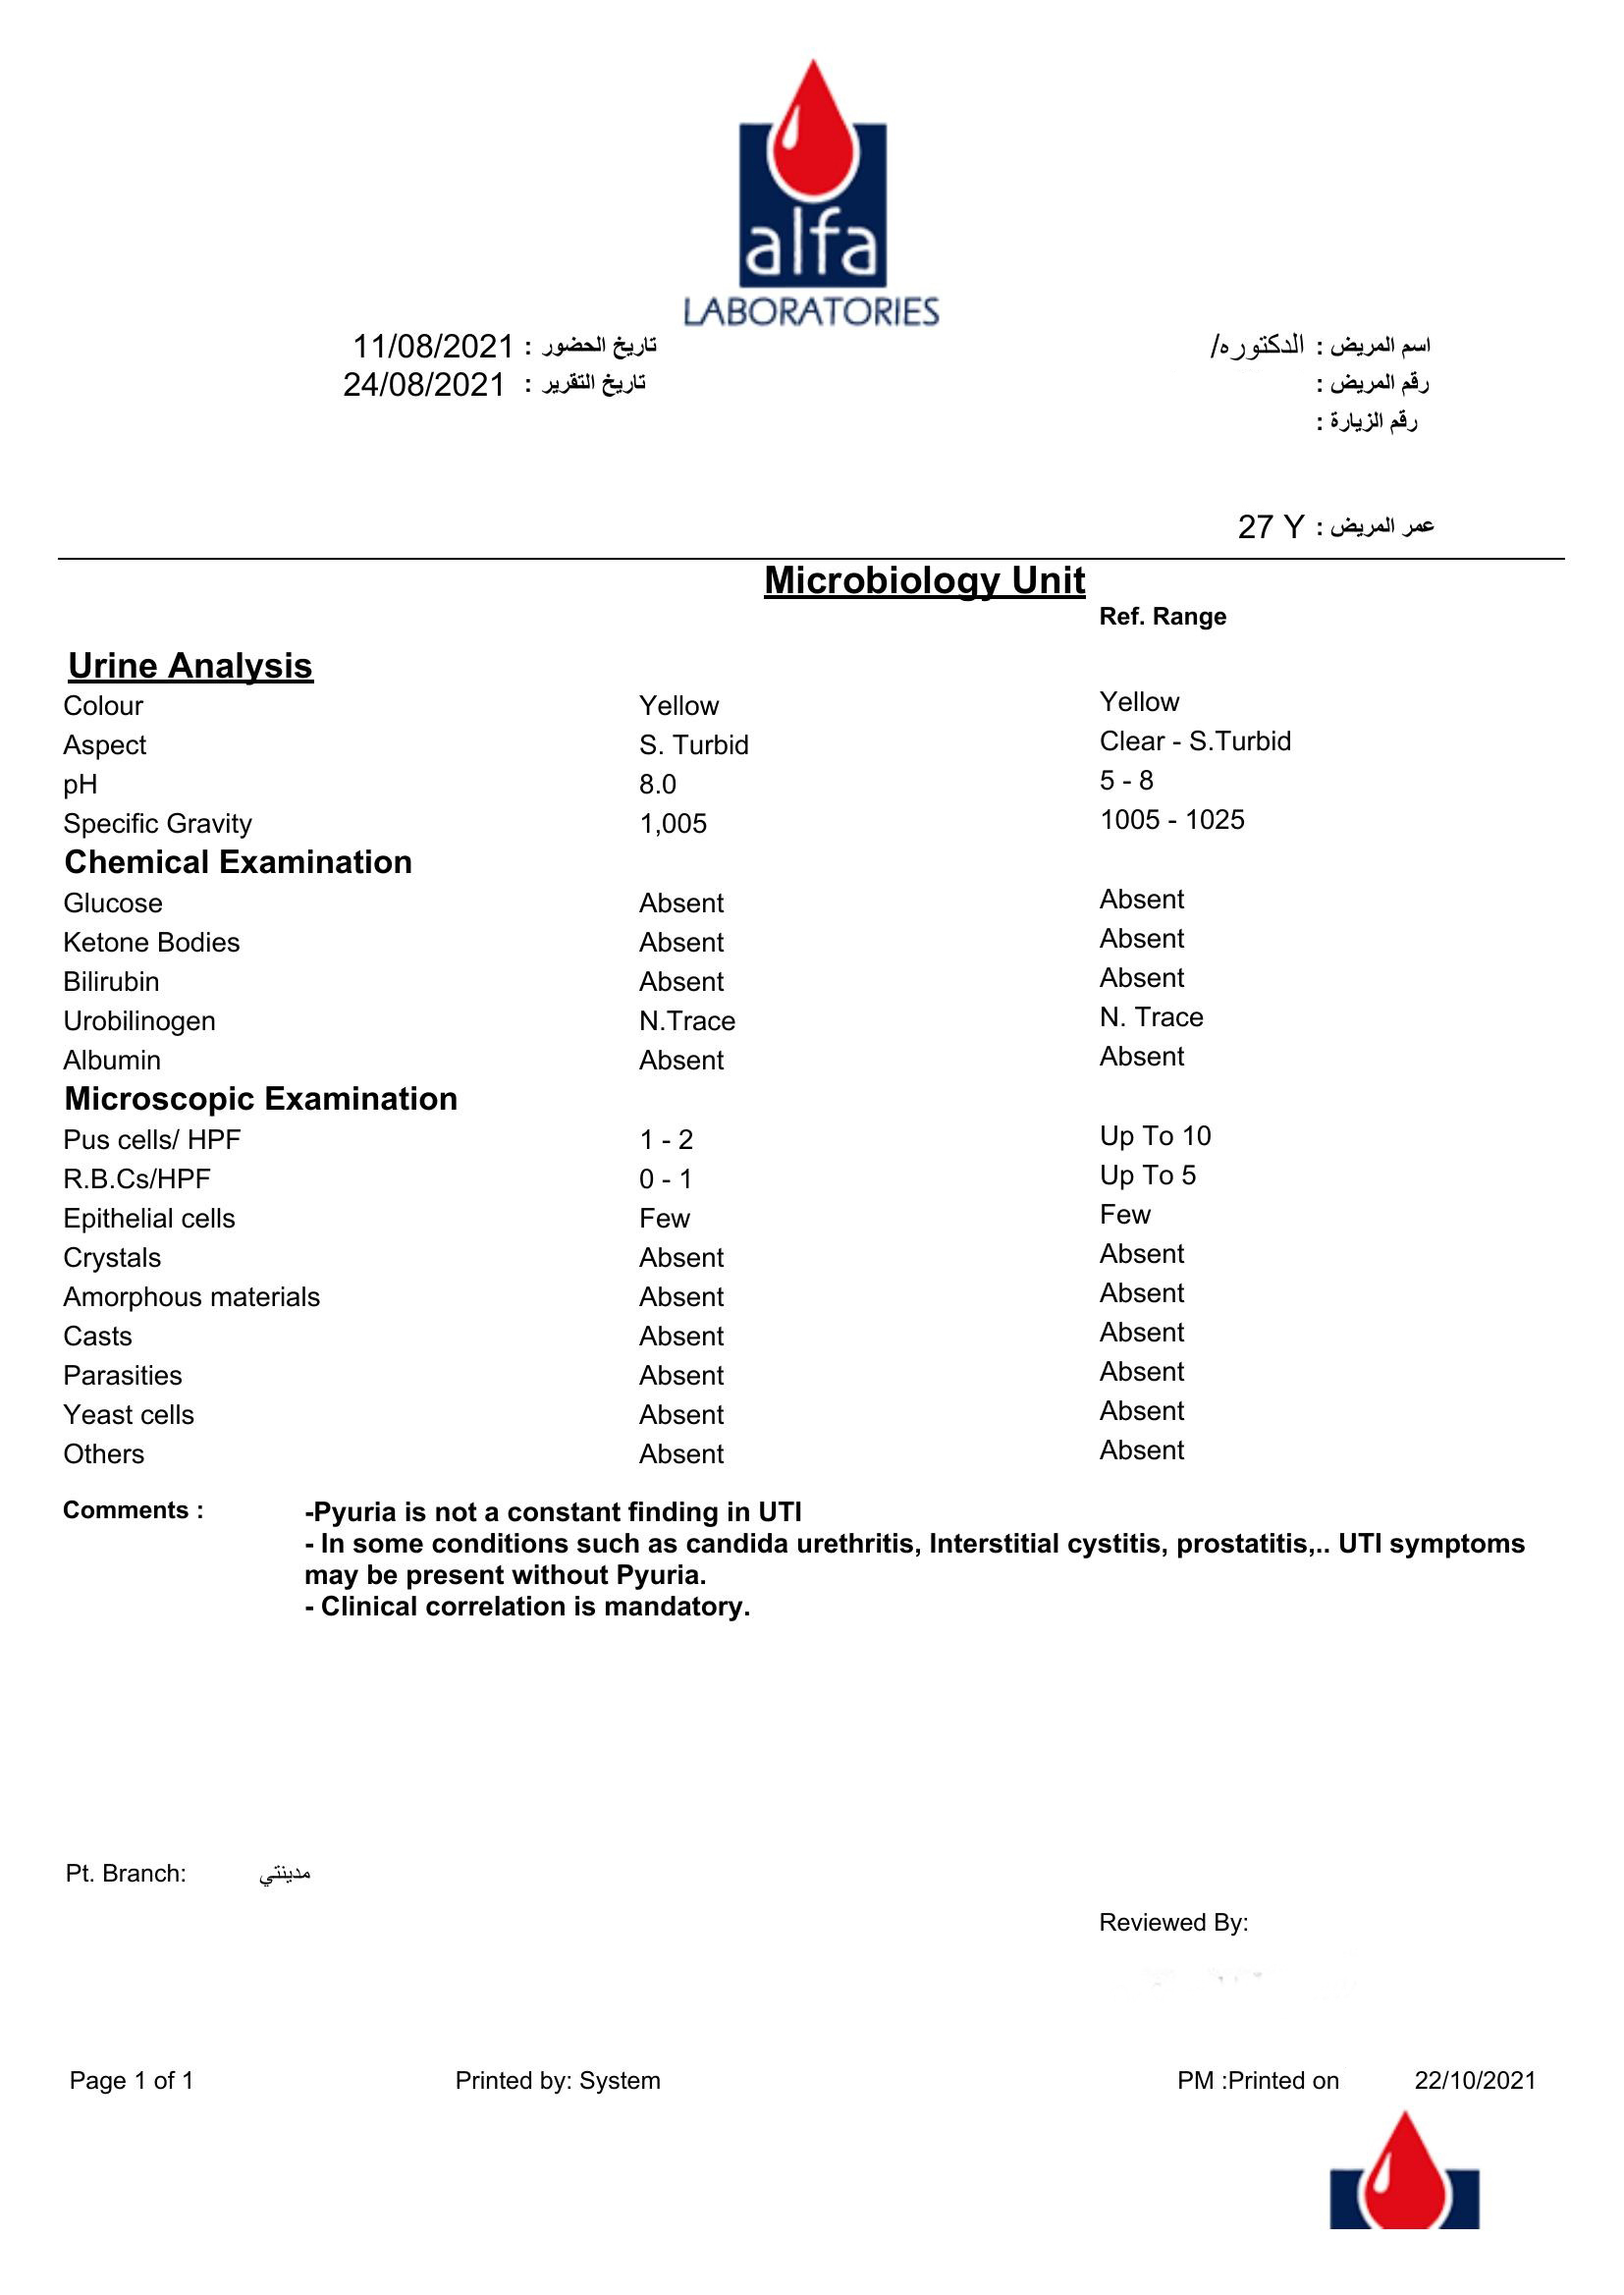 alfa
LABORATORIES
اسم المريض : الدكتوره/ تاريخ الحضور : 11/08/2021
رقم المريض : تاريخ التقرير : 24/08/2021
رقم الزيارة :
عمر المريض : 27 Y
Microbiology Unit
Ref. Range
Urine Analysis
Colour Yellow Yellow
Aspect S. Turbid Clear - S.Turbid
pH 8.0 5 - 8
Specific Gravity 1,005 1005 - 1025
Chemical Examination
Glucose Absent Absent
Ketone Bodies Absent Absent
Bilirubin Absent Absent
Urobilinogen N.Trace N. Trace
Albumin Absent Absent
Microscopic Examination
Pus cells/ HPF 1 - 2 Up To 10
R.B.Cs/HPF 0 - 1 Up To 5
Epithelial cells Few Few
Crystals Absent Absent
Amorphous materials Absent Absent
Casts Absent Absent
Parasities Absent Absent
Yeast cells Absent Absent
Others Absent Absent
Comments : -Pyuria is not a constant finding in UTI
- In some conditions such as candida urethritis, Interstitial cystitis, prostatitis,.. UTI symptoms
may be present without Pyuria.
- Clinical correlation is mandatory.
Pt. Branch: مدينتي
Reviewed By:
Page 1 of 1 Printed by: System PM :Printed on 22/10/2021